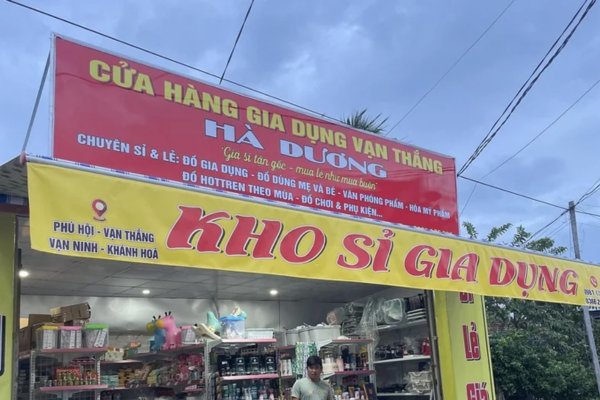 CỬA HÀNG GIA DỤNG VẠN THẮNG
HÀ DƯƠNG
"Giá sỉ tận gốc - mua lẻ như mua buôn"
CHUYÊN SỈ & LẺ: ĐỒ GIA DỤNG - ĐỒ DÙNG MẸ VÀ BÉ - VĂN PHÒNG PHẨM - HÓA MỸ PHẨM
ĐỒ HOTTREN THEO MÙA - ĐỒ CHƠI & PHỤ KIỆN...
PHÚ HỘI - VẠN THẮNG
VẠN NINH - KHÁNH HOÀ
KHO SỈ GIA DỤNG
SỈ
LẺ
Giá